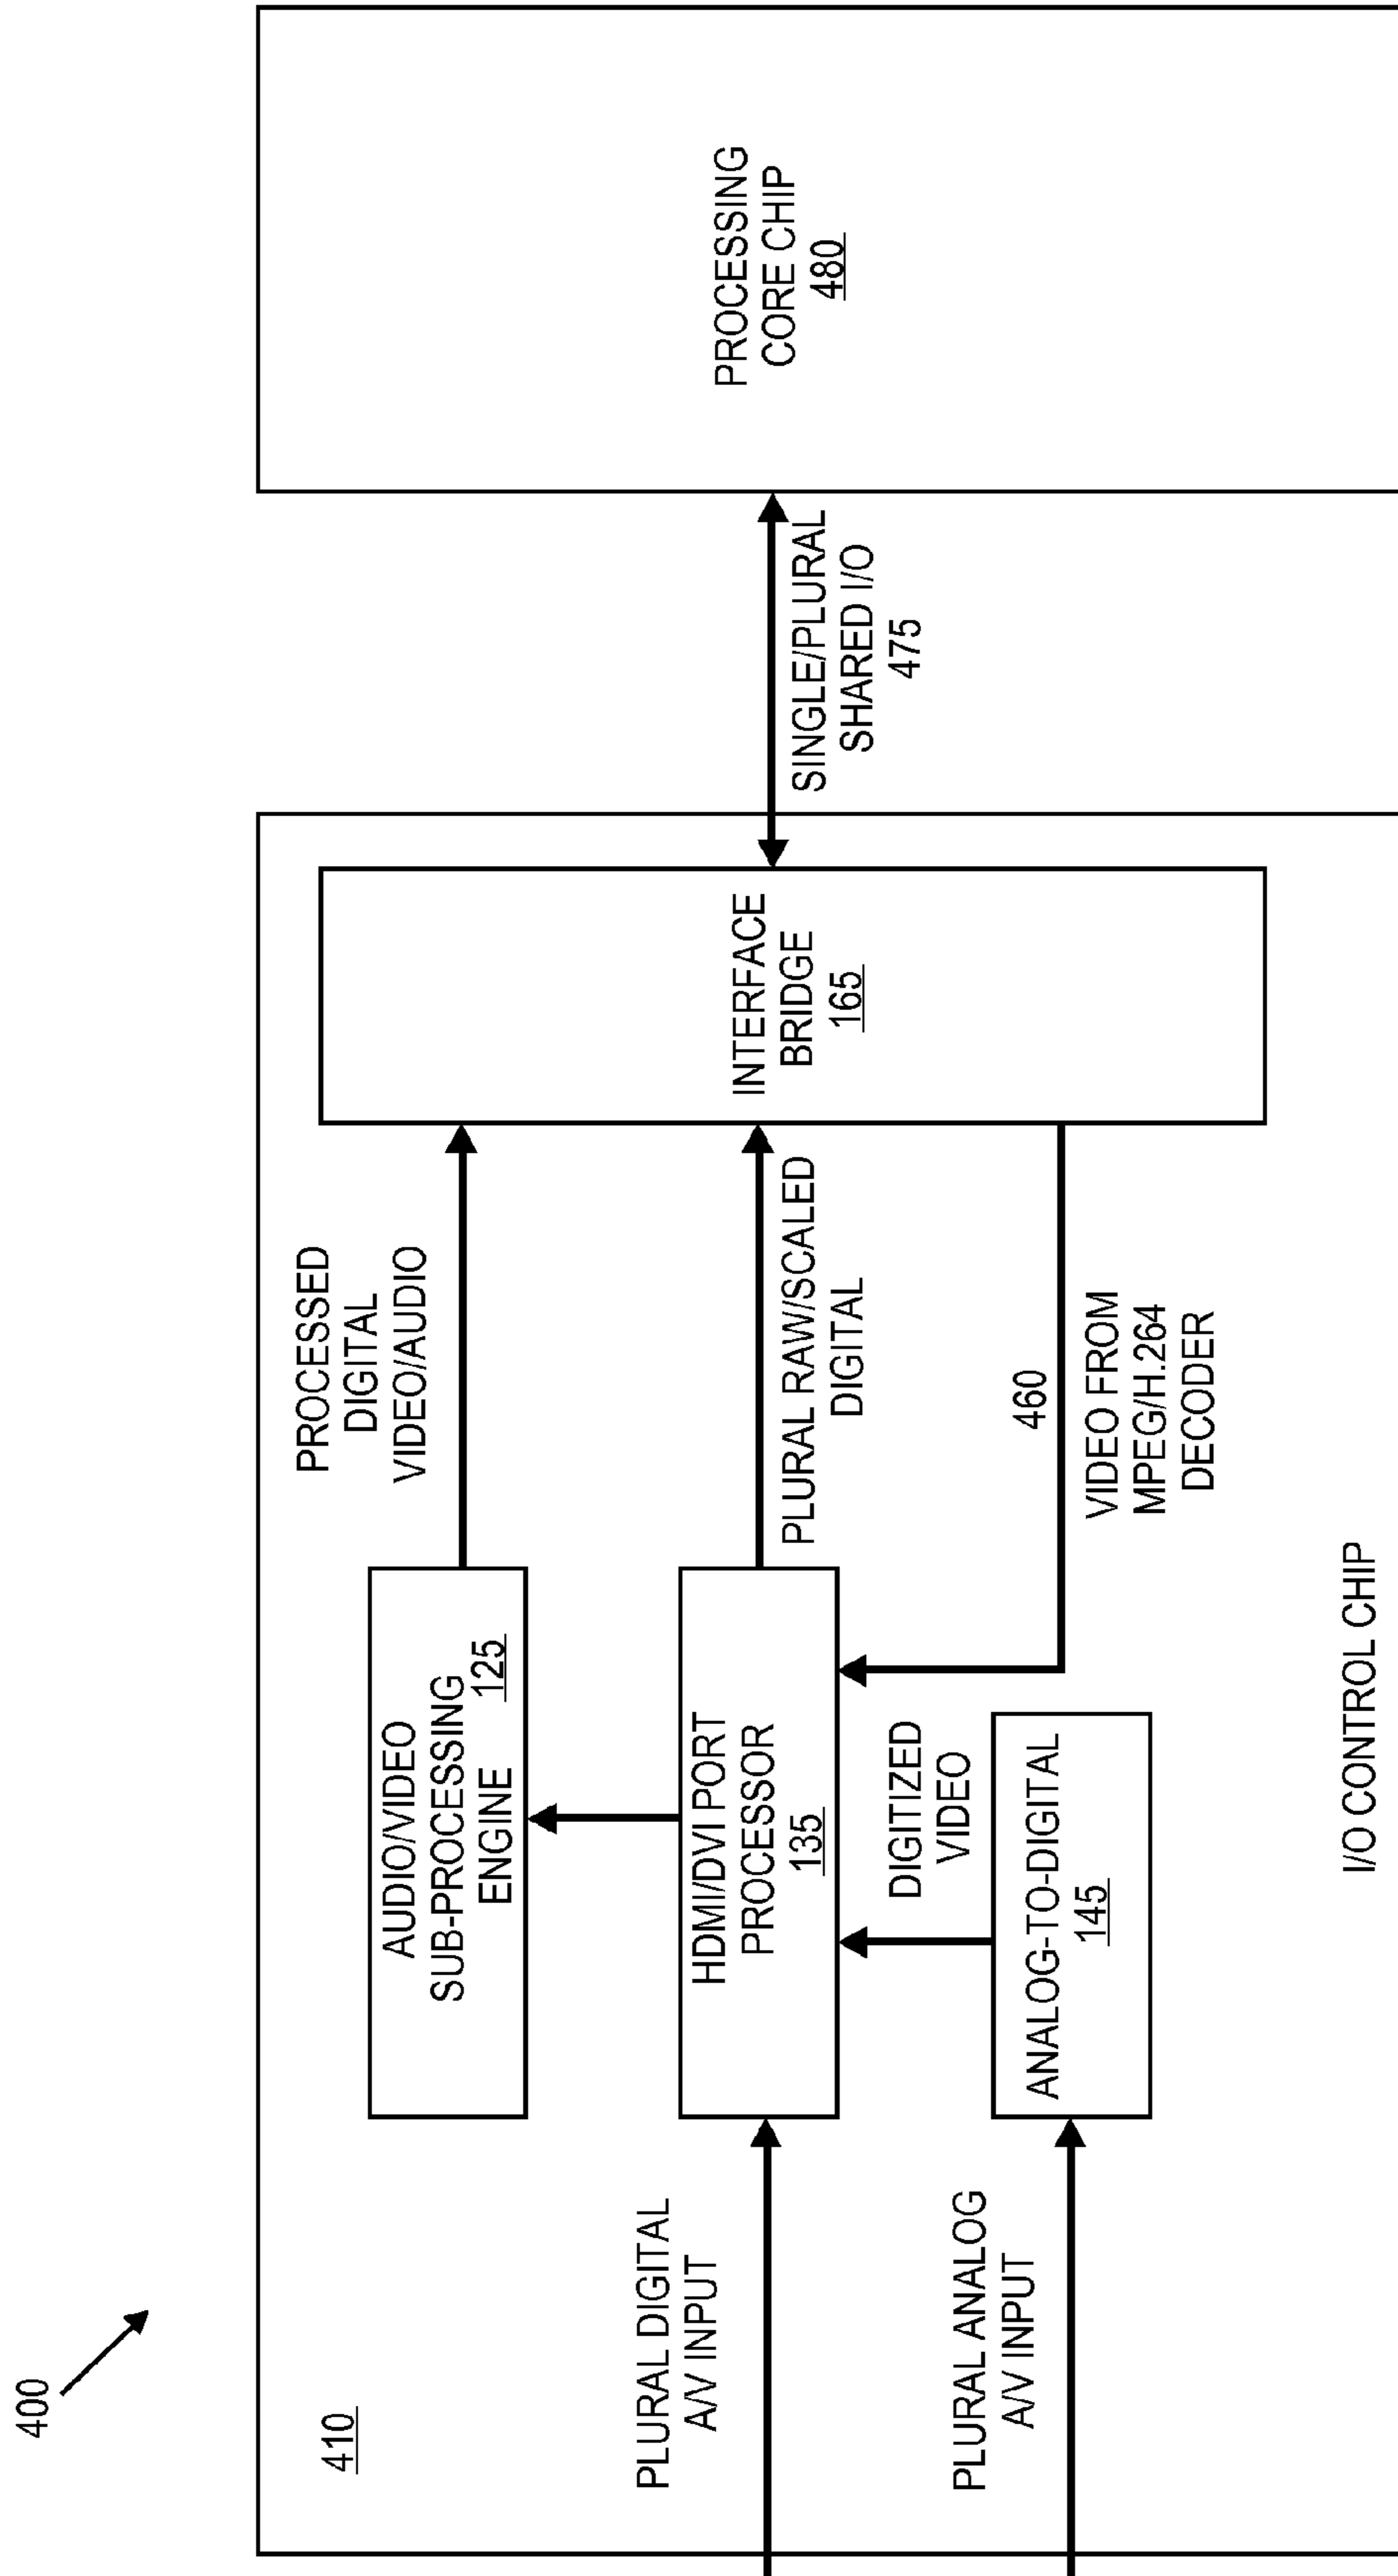 400
410
PLURAL DIGITAL
A/V INPUT
PLURAL ANALOG
A/V INPUT
AUDIO/VIDEO
SUB-PROCESSING
ENGINE 125
HDMI/DVI PORT
PROCESSOR
135
DIGITIZED
VIDEO
ANALOG-TO-DIGITAL
145
PROCESSED
DIGITAL
VIDEO/AUDIO
PLURAL RAW/SCALED
DIGITAL
460
VIDEO FROM
MPEG/H.264
DECODER
I/O CONTROL CHIP
INTERFACE
BRIDGE
165
SINGLE/PLURAL
SHARED I/O
475
PROCESSING
CORE CHIP
480